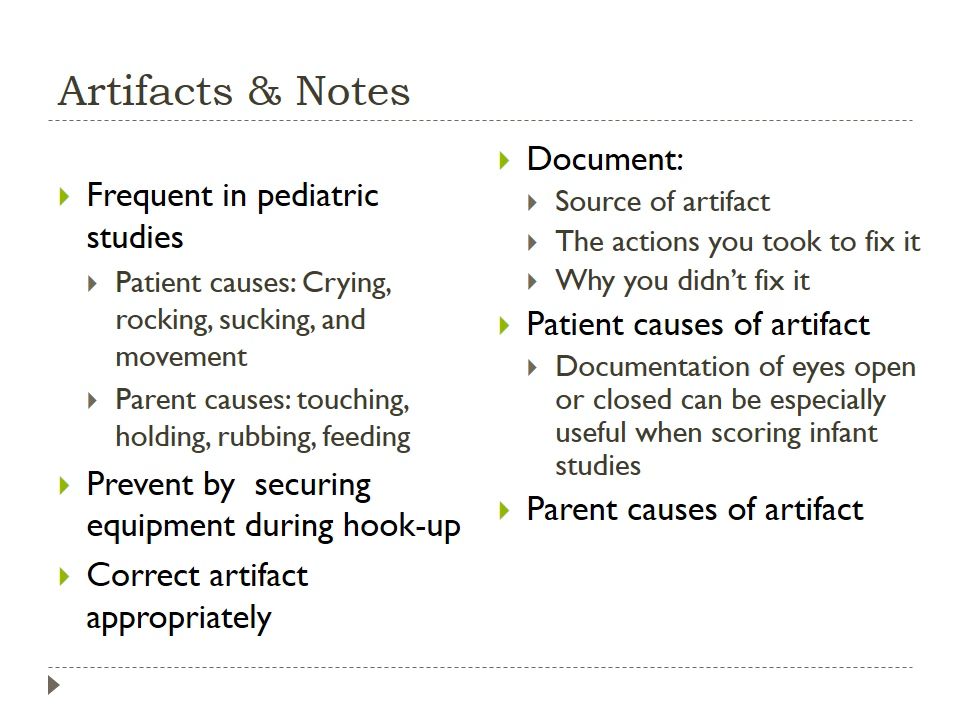 Artifacts & Notes
Frequent in pediatric
studies
Patient causes: Crying,
rocking, sucking, and
movement
Parent causes: touching,
holding, rubbing, feeding
Prevent by  securing
equipment during hook-up
Correct artifact
appropriately
Document:
Source of artifact
The actions you took to fix it
Why you didn’t fix it
Patient causes of artifact
Documentation of eyes open
or closed can be especially
useful when scoring infant
studies
Parent causes of artifact